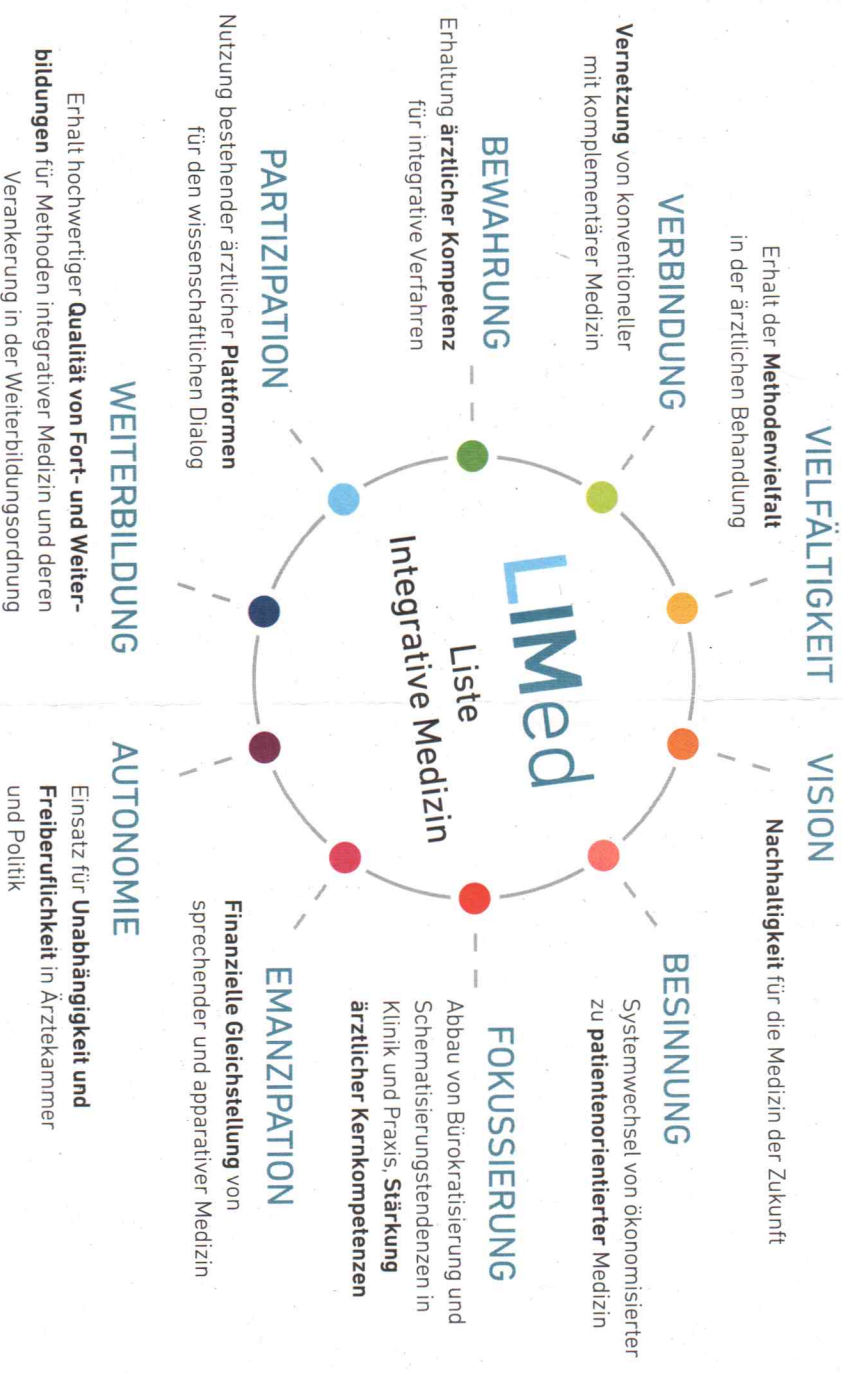 VIELFÄLTIGKEIT
Erhalt der Methodenvielfalt
in der ärztlichen Behandlung
VISION
Nachhaltigkeit für die Medizin der Zukunft
VERBINDUNG
Vernetzung von konventioneller
mit komplementärer Medizin
BESINNUNG
Systemwechsel von ökonomisierter
zu patientenorientierter Medizin
BEWAHRUNG
Erhaltung ärztlicher Kompetenz
für integrative Verfahren
LIMed
Liste
Integrative Medizin
FOKUSSIERUNG
Abbau von Bürokratisierung und
Schematisierungstendenzen in
Klinik und Praxis, Stärkung
ärztlicher Kernkompetenzen
PARTIZIPATION
Nutzung bestehender ärztlicher Plattformen
für den wissenschaftlichen Dialog
EMANZIPATION
Finanzielle Gleichstellung von
sprechender und apparativer Medizin
WEITERBILDUNG
Erhalt hochwertiger Qualität von Fort- und Weiter-
bildungen für Methoden integrativer Medizin und deren
Verankerung in der Weiterbildungsordnung
AUTONOMIE
Einsatz für Unabhängigkeit und
Freiberuflichkeit in Ärztekammer
und Politik